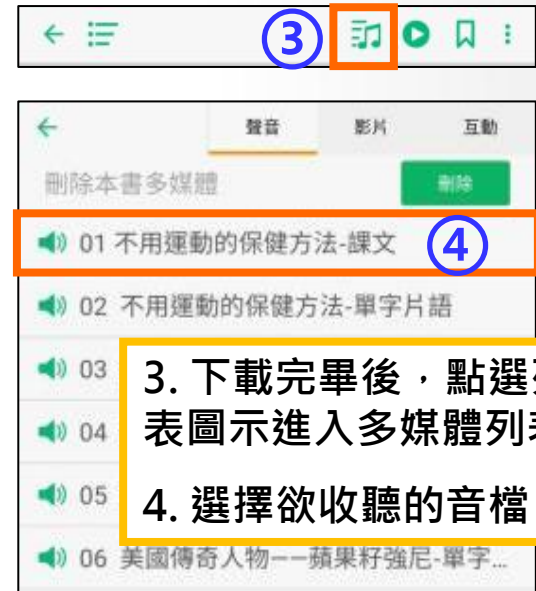 3
聲音 影片 互動
刪除本書多媒體 刪除
01 不用運動的保健方法-課文 4
02 不用運動的保健方法-單字片語
03
04
05
3. 下載完畢後，點選
表圖示進入多媒體列
4. 選擇欲收聽的音檔
06 美國傳奇人物——蘋果籽強尼-單字...